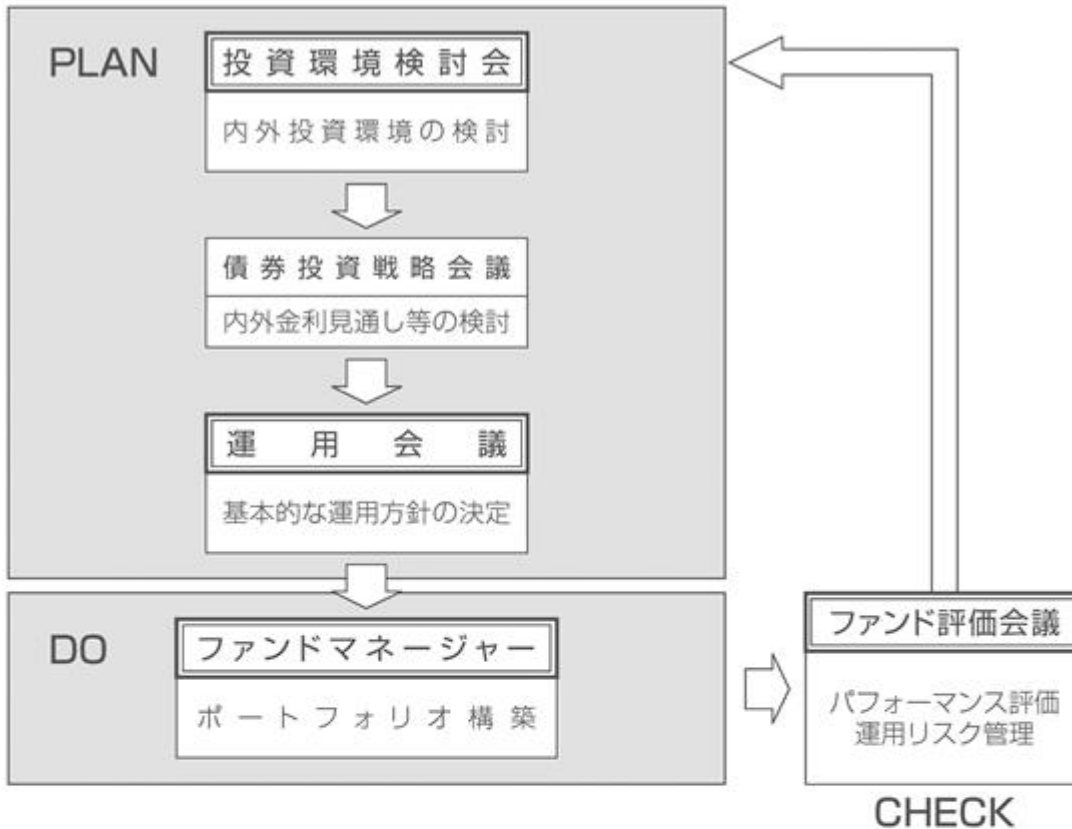 PLAN
投資環境検討会
内外投資環境の検討
債券投資戦略会議
内外金利見通し等の検討
運用会議
基本的な運用方針の決定
DO
ファンドマネージャー
ポートフォリオ構築
ファンド評価会議
パフォーマンス評価
運用リスク管理
CHECK